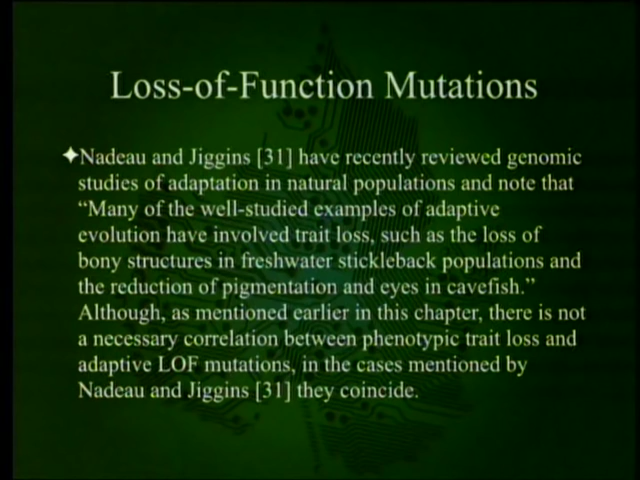 Loss-of-Function Mutations
✦Nadeau and Jiggins [31] have recently reviewed genomic
studies of adaptation in natural populations and note that
“Many of the well-studied examples of adaptive
evolution have involved trait loss, such as the loss of
bony structures in freshwater stickleback populations and
the reduction of pigmentation and eyes in cavefish.”
Although, as mentioned earlier in this chapter, there is not
a necessary correlation between phenotypic trait loss and
adaptive LOF mutations, in the cases mentioned by
Nadeau and Jiggins [31] they coincide.